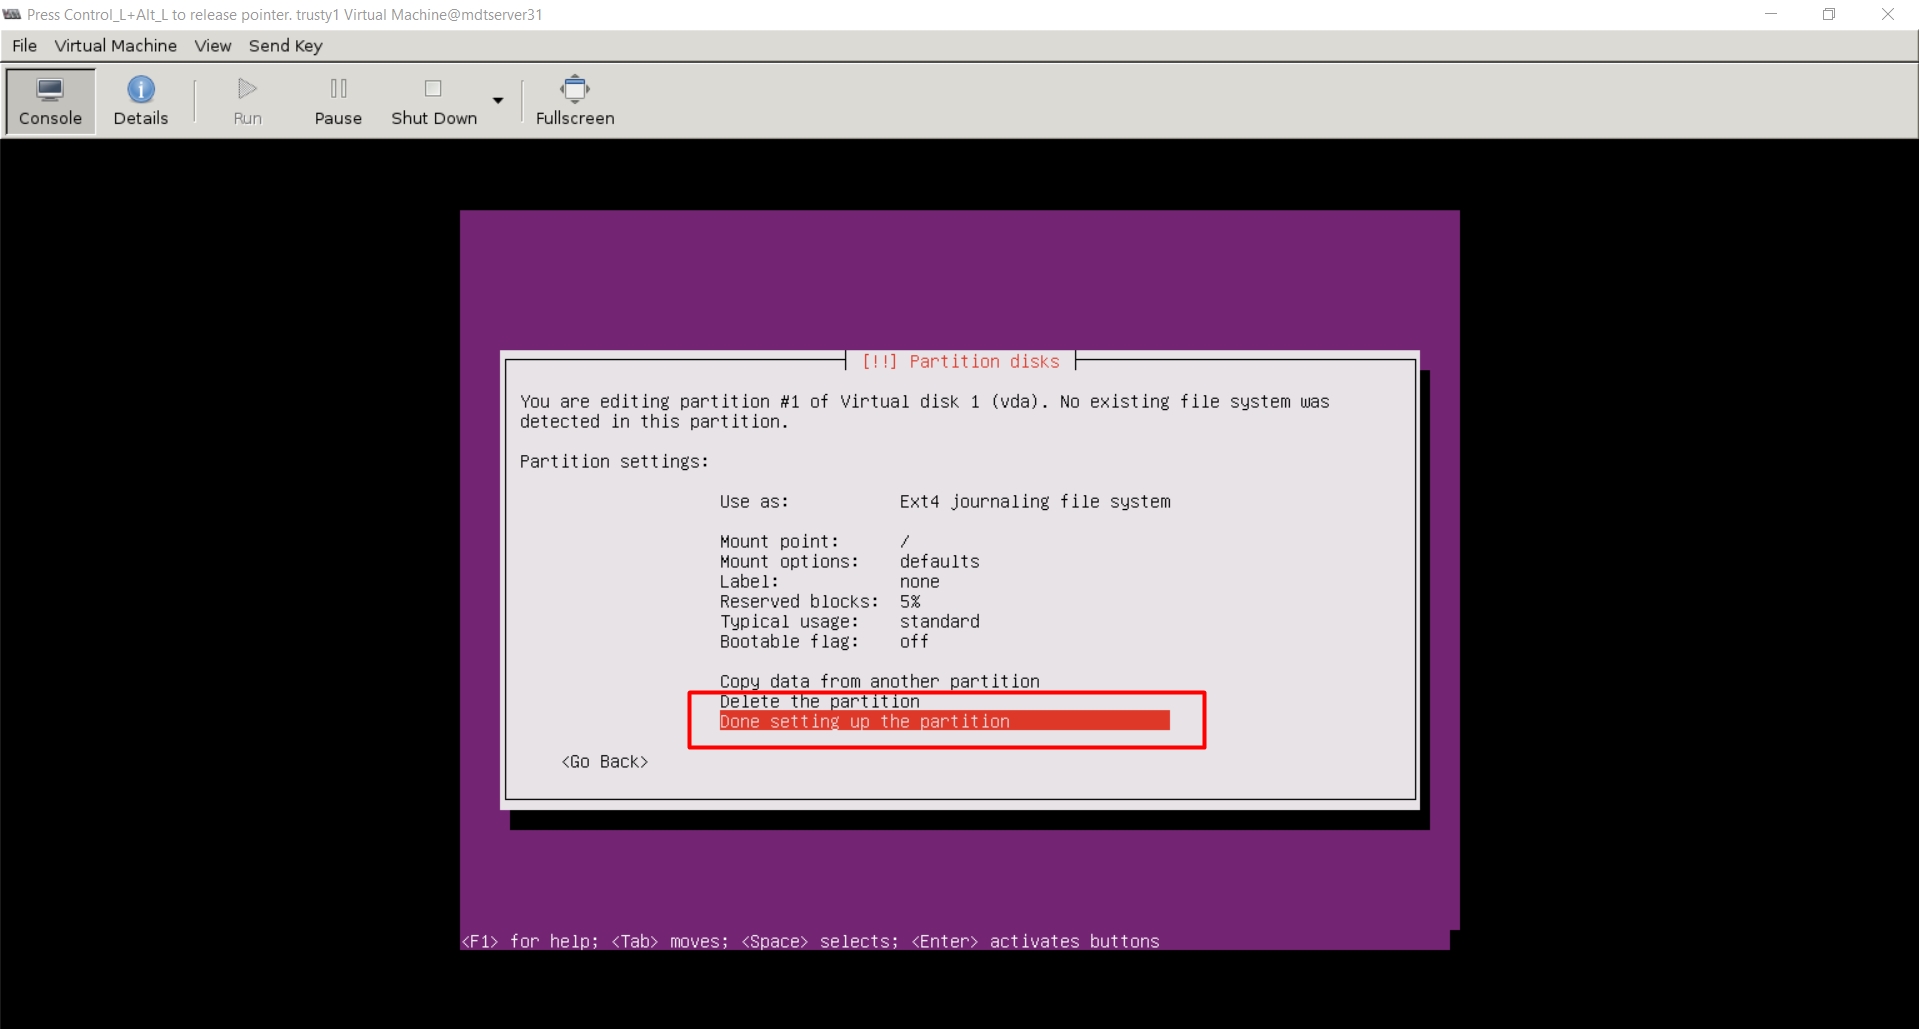 Press Control_L+Alt_L to release pointer. trusty1 Virtual Machine@mdtserver31
File Virtual Machine View Send Key
Console Details Run Pause Shut Down Fullscreen
[!!] Partition disks
You are editing partition #1 of Virtual disk 1 (vda). No existing file system was
detected in this partition.
Partition settings:
Use as: Ext4 journaling file system
Mount point: /
Mount options: defaults
Label: none
Reserved blocks: 5%
Typical usage: standard
Bootable flag: off
Copy data from another partition
Delete the partition
Done setting up the partition
<Go Back>
<F1> for help; <Tab> moves; <Space> selects; <Enter> activates buttons